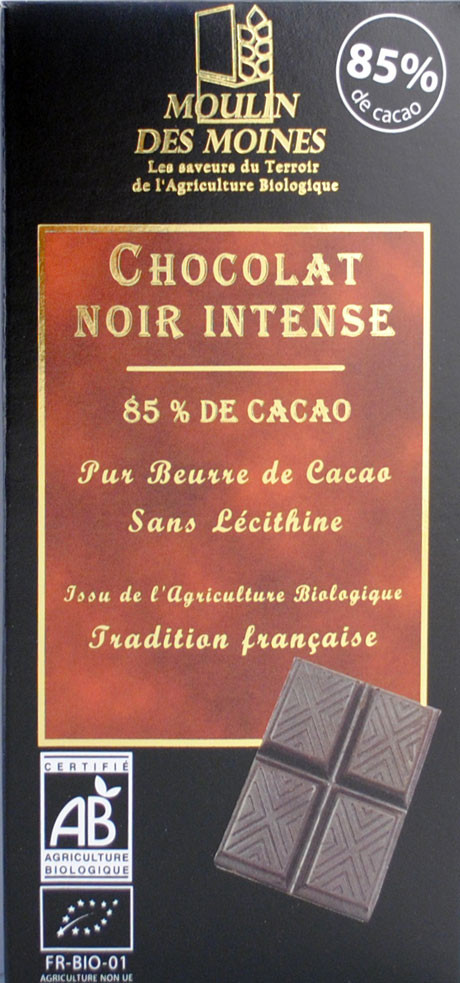 MOULIN
DES MOINES
Les saveurs du Terroir
de l'Agriculture Biologique
85%
de cacao
CHOCOLAT
NOIR INTENSE
85 % DE CACAO
Pur Beurre de Cacao
Sans Lécithine
Issu de l'Agriculture Biologique
Tradition française
CERTIFIÉ
AB
AGRICULTURE
BIOLOGIQUE
FR-BIO-01
AGRICULTURE NON UE